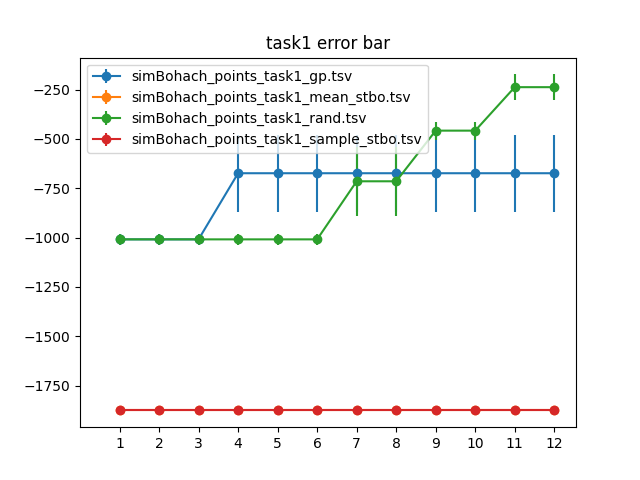 task1 error bar
simBohach_points_task1_gp.tsv
simBohach_points_task1_mean_stbo.tsv
simBohach_points_task1_rand.tsv
simBohach_points_task1_sample_stbo.tsv
−250
−500
−750
−1000
−1250
−1500
−1750
1 2 3 4 5 6 7 8 9 10 11 12